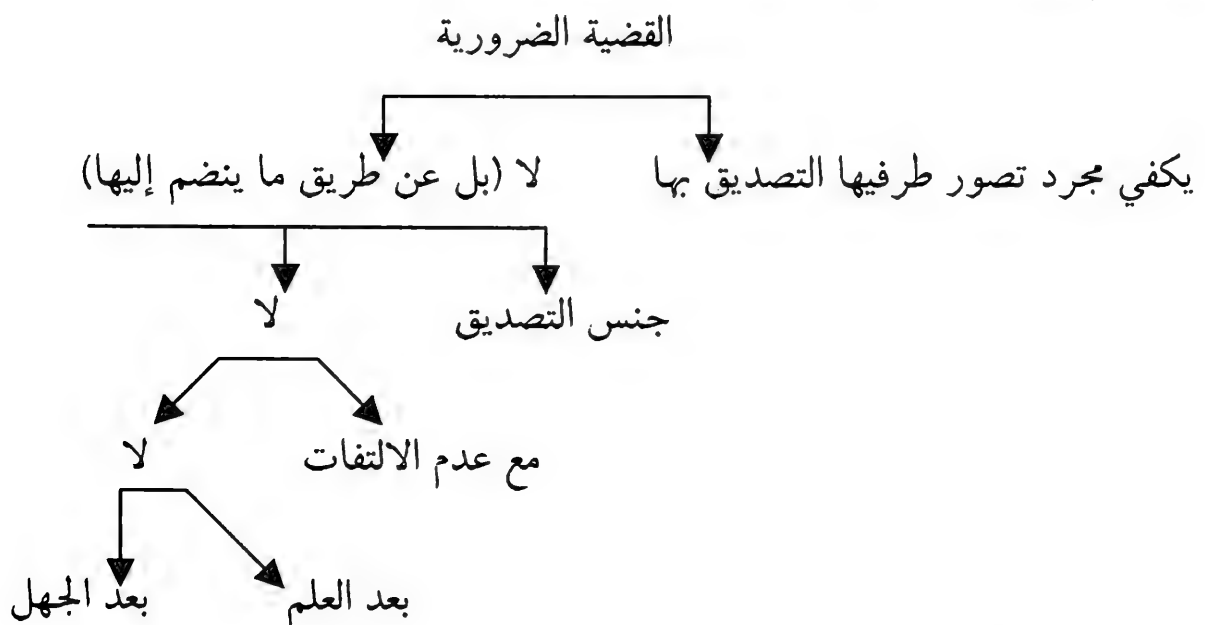 القضية الضرورية
يكفي مجرد تصور طرفيها التصديق بها لا (بل عن طريق ما ينضم إليها)
جنس التصديق لا
مع عدم الالتفات لا
بعد العلم بعد الجهل